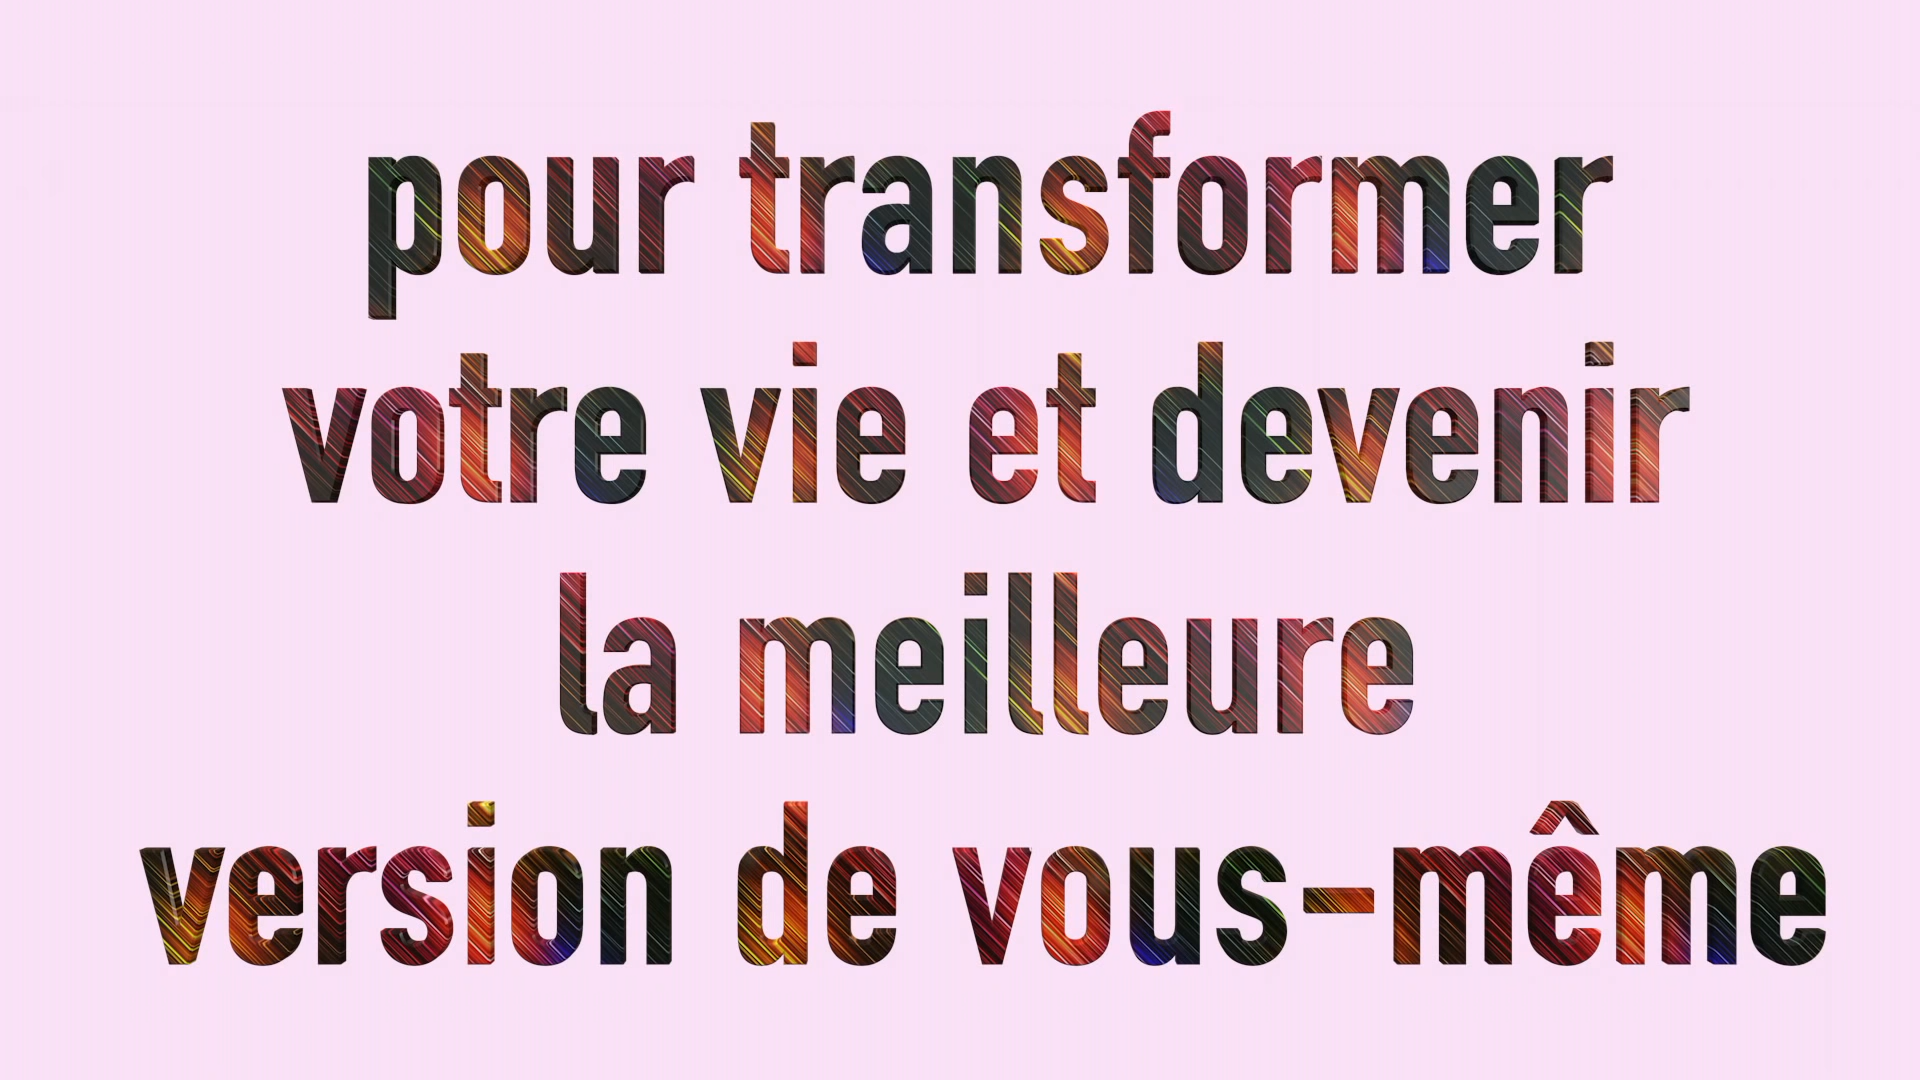 pour transformer
votre vie et devenir
la meilleure
version de vous-même